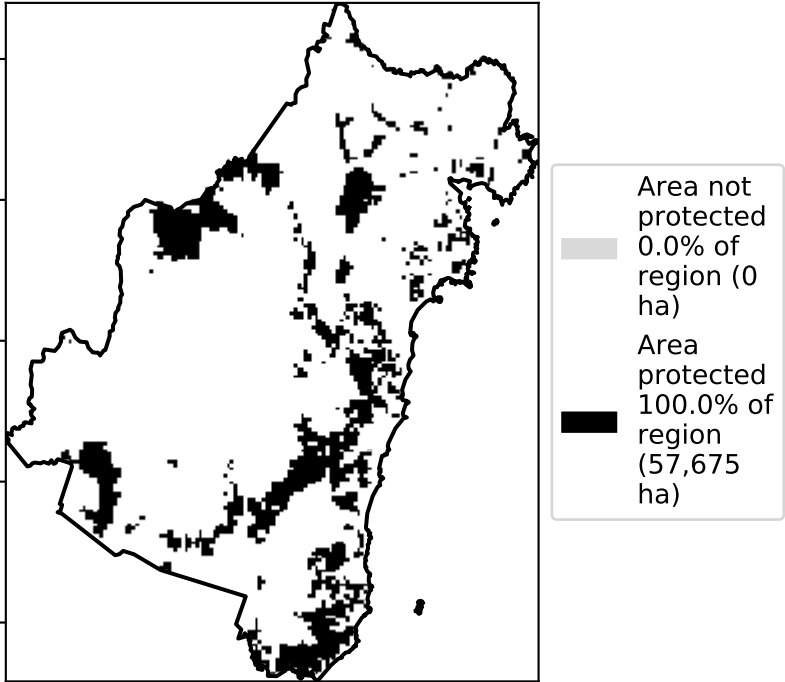 Area not
protected
0.0% of
region (0
ha)
Area
protected
100.0% of
region
(57,675
ha)